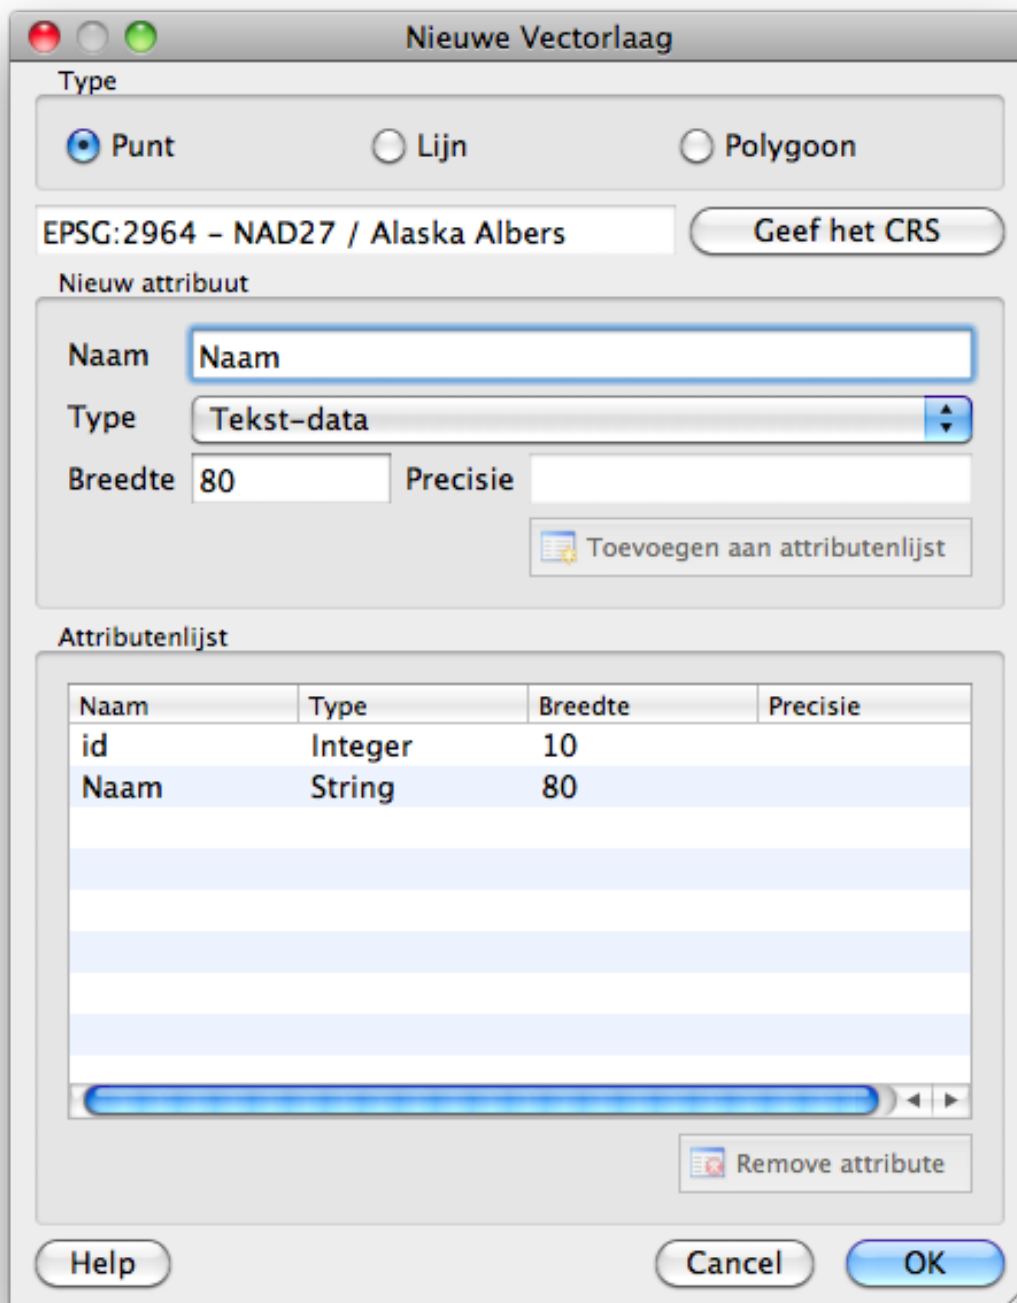 Nieuwe Vectorlaag
Type
Punt Lijn Polygoon
EPSG:2964 – NAD27 / Alaska Albers Geef het CRS
Nieuw attribuut
Naam Naam
Type Tekst–data
Breedte 80 Precisie
Toevoegen aan attributenlijst
Attributenlijst
Naam Type Breedte Precisie
id Integer 10
Naam String 80
Remove attribute
Help Cancel OK